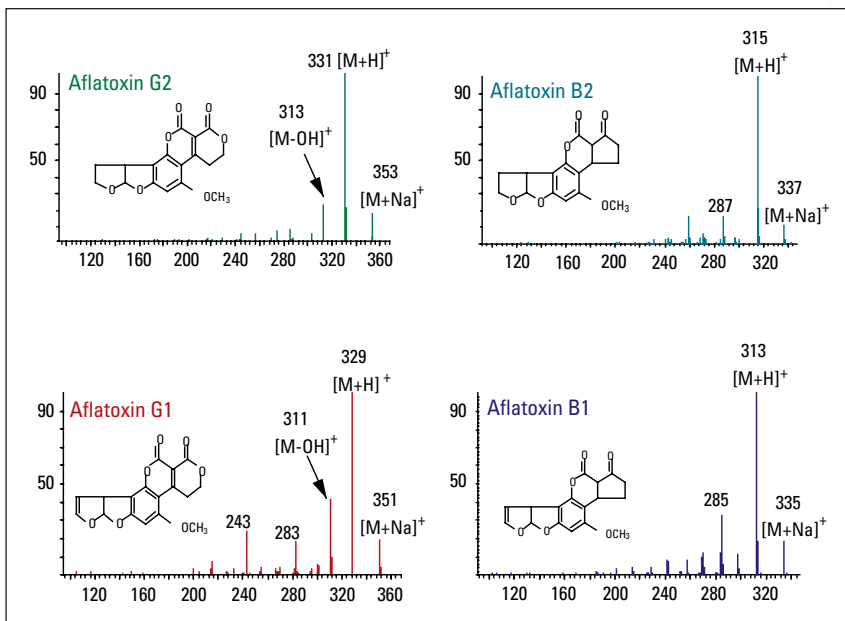 Aflatoxin G2
331 [M+H]+
313
[M-OH]+
353
[M+Na]+
90
50
O O
O
O
O O
OCH3
120 160 200 240 280 320 360
Aflatoxin B2
315
[M+H]+
287
337
[M+Na]+
90
50
O O
O
O O
OCH3
120 160 200 240 280 320
Aflatoxin G1
329
[M+H] +
311
[M-OH]+
351
[M+Na]+
243
283
90
50
O O
O
O
O O
OCH3
120 160 200 240 280 320 360
Aflatoxin B1
313
[M+H]+
285
335
[M+Na]+
90
50
O O
O
O O
OCH3
120 160 200 240 280 320